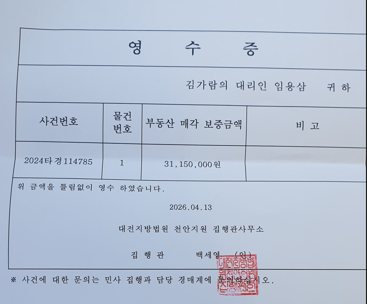 영 수 증
김가람의 대리인 임용삼 귀 하
사건번호 물건번호 부동산 매각 보증금액 비 고
2024타경114785 1 31,150,000원
위 금액을 틀림없이 영수 하였습니다.
2026.04.13
대전지방법원 천안지원 집행관사무소
집 행 관 백세열 (인)
※ 사건에 대한 문의는 민사 집행과 담당 경매계에 문의하십시오.